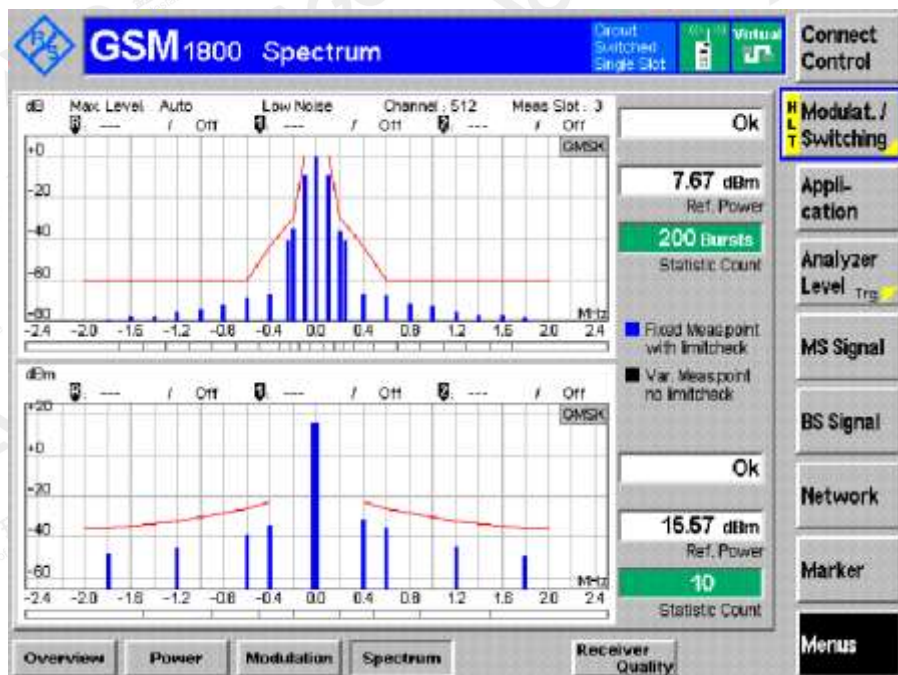 GSM 1800 Spectrum
Circuit Switched Single Slot
Virtual
Connect Control
dB Max. Level Auto Low Noise Channel : 512 Meas Slot : 3
--- / Off --- / Off --- / Off
GMSK
+0
-20
-40
-60
-80
MHz
-2.4 -2.0 -1.6 -1.2 -0.8 -0.4 0.0 0.4 0.8 1.2 1.6 2.0 2.4
Ok
7.67 dBm
Ref. Power
200 Bursts
Statistic Count
Fixed Measpoint
with limitcheck
Var. Measpoint
no limitcheck
dBm
--- / Off --- / Off --- / Off
GMSK
+20
+0
-20
-40
-60
MHz
-2.4 -2.0 -1.6 -1.2 -0.8 -0.4 0.0 0.4 0.8 1.2 1.6 2.0 2.4
Ok
15.57 dBm
Ref. Power
10
Statistic Count
HLT
Modulat. /
Switching
Appli-
cation
Analyzer
Level Trg
MS Signal
BS Signal
Network
Marker
Menus
Overview Power Modulation Spectrum Receiver
Quality